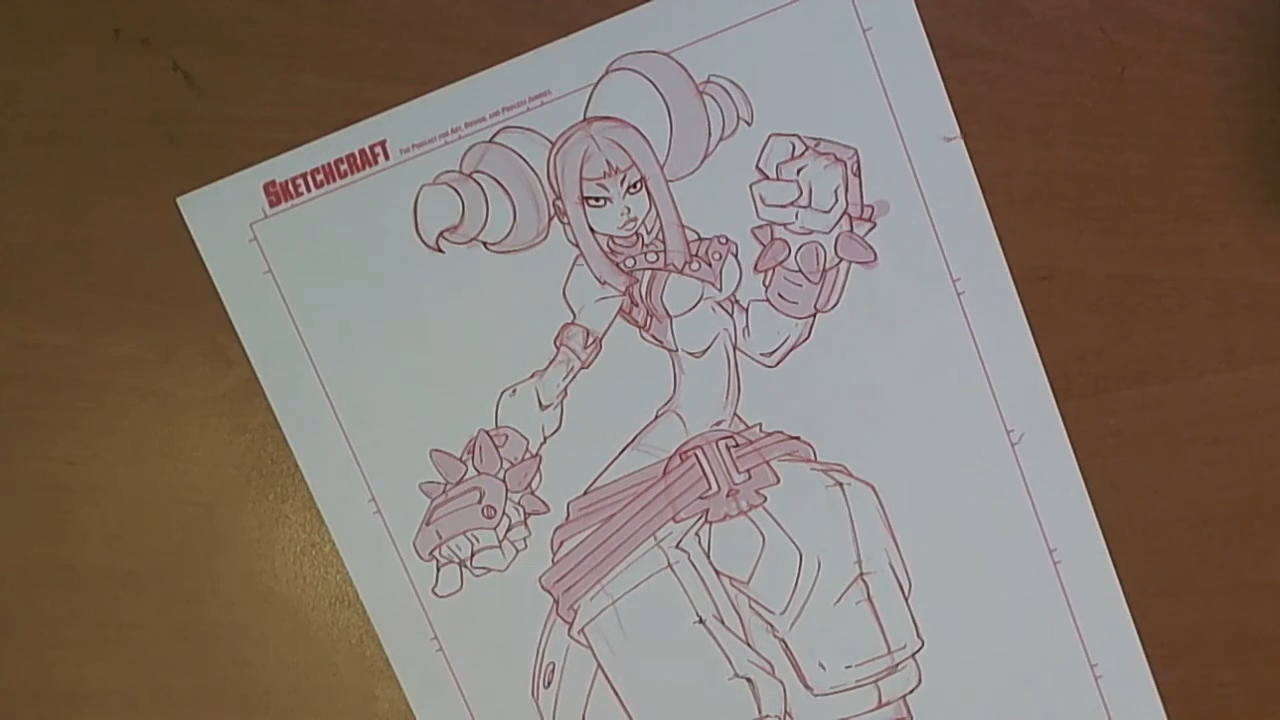 SKETCHCRAFT
THE PODCAST FOR ART, DESIGN, AND PROCESS JUNKIES.